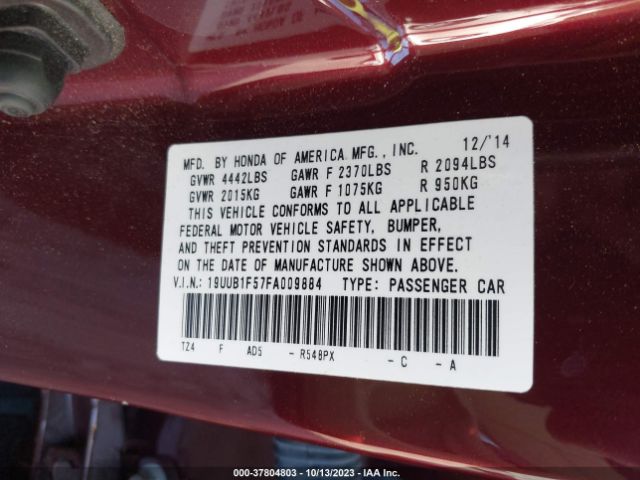 MFD. BY HONDA OF AMERICA MFG., INC. 12/'14
GVWR 4442LBS GAWR F 2370LBS R 2094LBS
GVWR 2015KG GAWR F 1075KG R 950KG
THIS VEHICLE CONFORMS TO ALL APPLICABLE
FEDERAL MOTOR VEHICLE SAFETY, BUMPER,
AND THEFT PREVENTION STANDARDS IN EFFECT
ON THE DATE OF MANUFACTURE SHOWN ABOVE.
V.I.N.: 19UUB1F57FA009884 TYPE: PASSENGER CAR
TZ4 F AD5 - R548PX - C - A
000-37804803 - 10/13/2023 - IAA Inc.